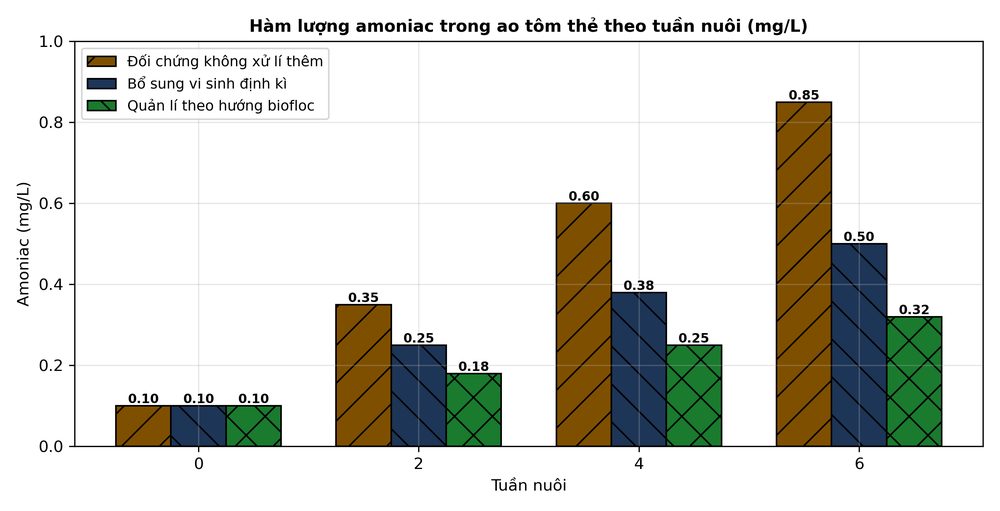 Hàm lượng amoniac trong ao tôm thẻ theo tuần nuôi (mg/L)
Đối chứng không xử lí thêm
Bổ sung vi sinh định kì
Quản lí theo hướng biofloc
Amoniac (mg/L)
1.0
0.8
0.6
0.4
0.2
0.0
0.10 0.10 0.10
0.35 0.25 0.18
0.60 0.38 0.25
0.85 0.50 0.32
0 2 4 6
Tuần nuôi